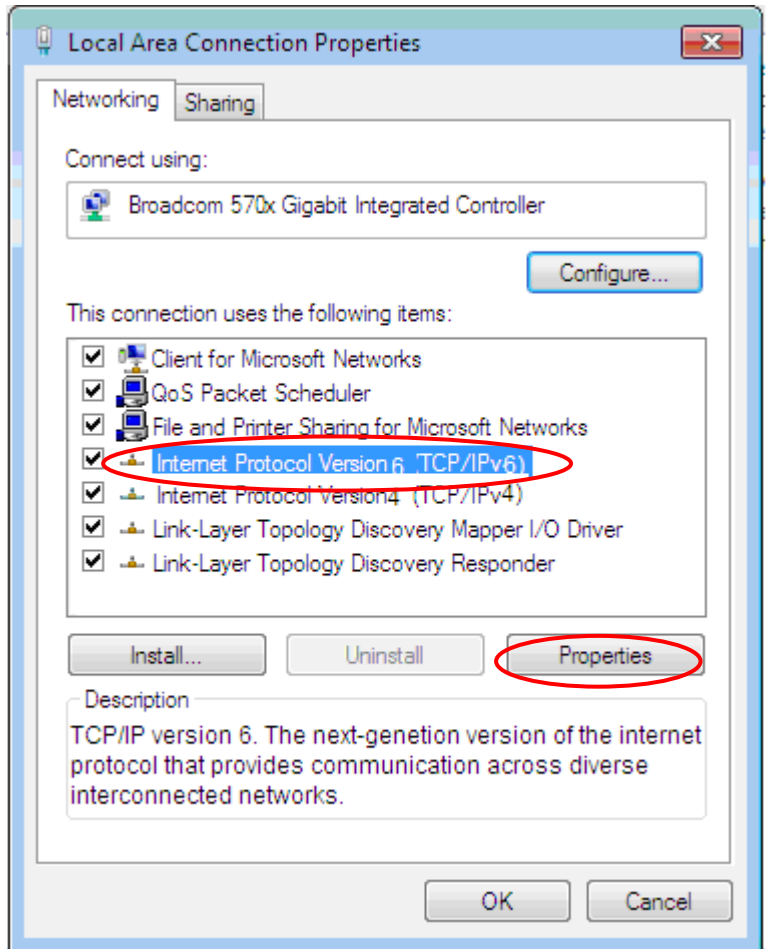 Local Area Connection Properties
Networking Sharing
Connect using:
Broadcom 570x Gigabit Integrated Controller
Configure...
This connection uses the following items:
Client for Microsoft Networks
QoS Packet Scheduler
File and Printer Sharing for Microsoft Networks
Internet Protocol Version 6 (TCP/IPv6)
Internet Protocol Version4 (TCP/IPv4)
Link-Layer Topology Discovery Mapper I/O Driver
Link-Layer Topology Discovery Responder
Install... Uninstall Properties
Description
TCP/IP version 6. The next-genetion version of the internet
protocol that provides communication across diverse
interconnected networks.
OK Cancel